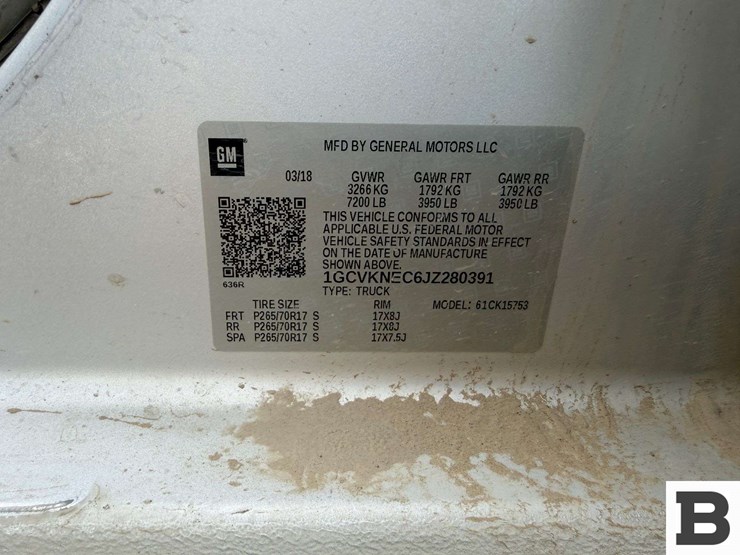 GM
MFD BY GENERAL MOTORS LLC
03/18 GVWR GAWR FRT GAWR RR
3266 KG 1792 KG 1792 KG
7200 LB 3950 LB 3950 LB
THIS VEHICLE CONFORMS TO ALL
APPLICABLE U.S. FEDERAL MOTOR
VEHICLE SAFETY STANDARDS IN EFFECT
ON THE DATE OF MANUFACTURE
SHOWN ABOVE.
636R
1GCVKNEC6JZ280391
TYPE: TRUCK
TIRE SIZE RIM MODEL: 61CK15753
FRT P265/70R17 S 17X8J
RR P265/70R17 S 17X8J
SPA P265/70R17 S 17X7.5J
B